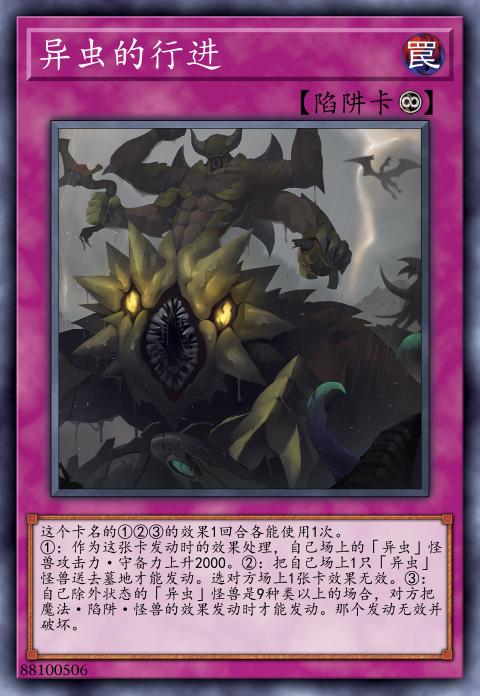 异虫的行进
罠
【陷阱卡♾】
这个卡名的①②③的效果1回合各能使用1次。
①：作为这张卡发动时的效果处理，自己场上的「异虫」怪
兽攻击力・守备力上升2000。②：把自己场上1只「异虫」
怪兽送去墓地才能发动。选对方场上1张卡效果无效。③：
自己除外状态的「异虫」怪兽是9种类以上的场合，对方把
魔法・陷阱・怪兽的效果发动时才能发动。那个发动无效并
破坏。
88100506